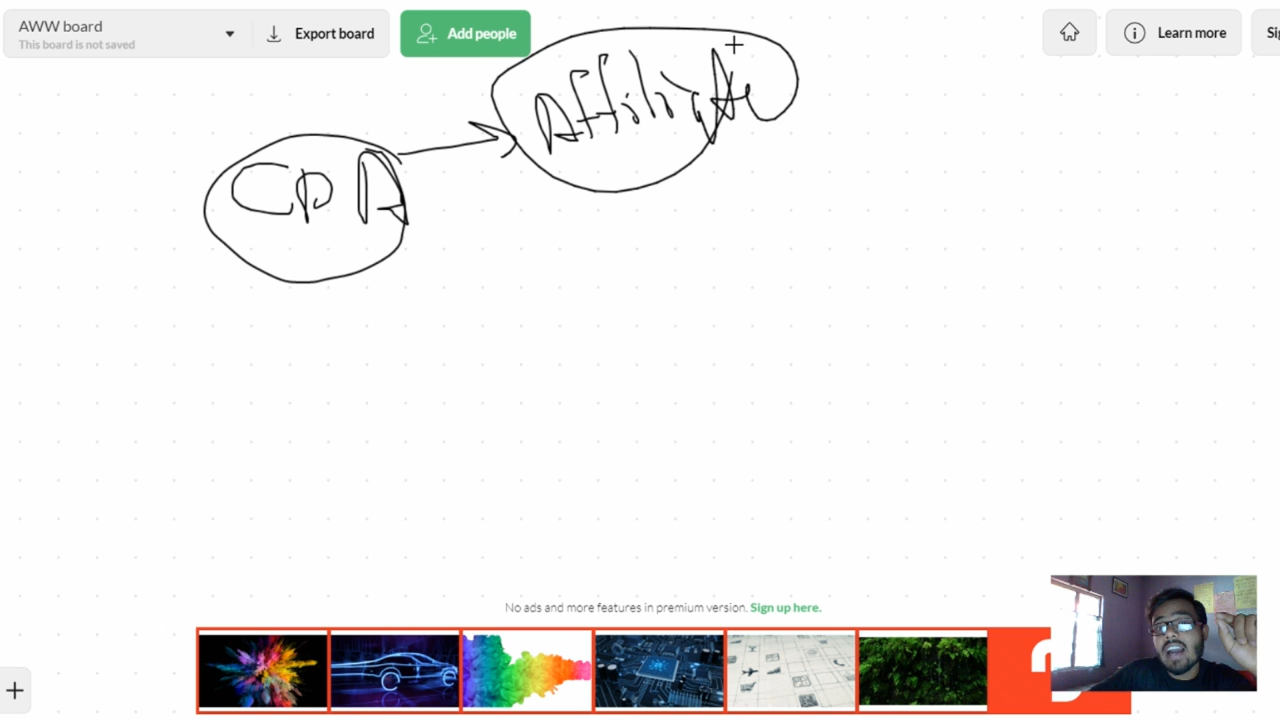 AWW board
This board is not saved
Export board
Add people
Learn more
Sig
Affiliate
CPA
No ads and more features in premium version. Sign up here.